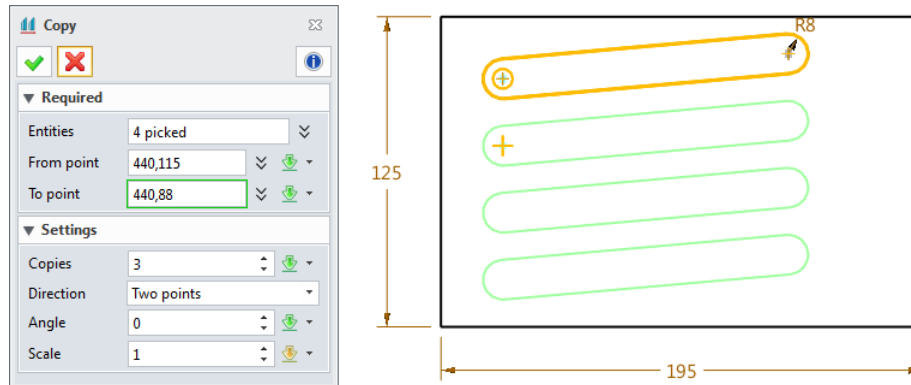 Copy
Required
Entities 4 picked
From point 440,115
To point 440,88
Settings
Copies 3
Direction Two points
Angle 0
Scale 1
R8
125
195